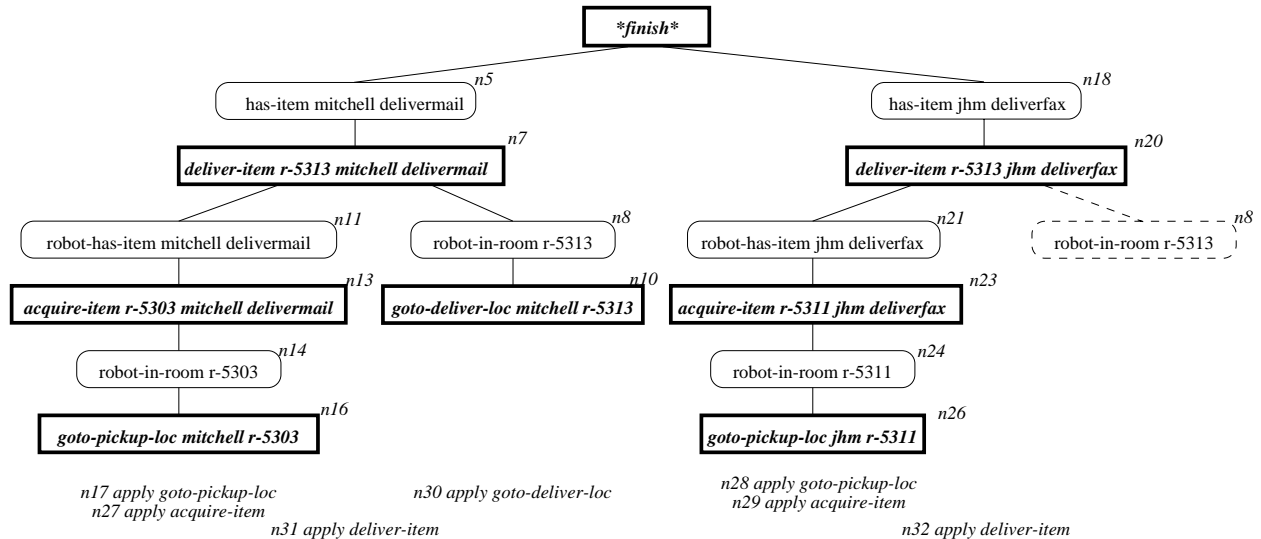 *finish*
n5
has-item mitchell delivermail
n18
has-item jhm deliverfax
n7
deliver-item r-5313 mitchell delivermail
n20
deliver-item r-5313 jhm deliverfax
n11
robot-has-item mitchell delivermail
n8
robot-in-room r-5313
n21
robot-has-item jhm deliverfax
n8
robot-in-room r-5313
n13
acquire-item r-5303 mitchell delivermail
n10
goto-deliver-loc mitchell r-5313
n23
acquire-item r-5311 jhm deliverfax
n14
robot-in-room r-5303
n24
robot-in-room r-5311
n16
goto-pickup-loc mitchell r-5303
n26
goto-pickup-loc jhm r-5311
n17 apply goto-pickup-loc
n27 apply acquire-item
n30 apply goto-deliver-loc
n28 apply goto-pickup-loc
n29 apply acquire-item
n31 apply deliver-item
n32 apply deliver-item